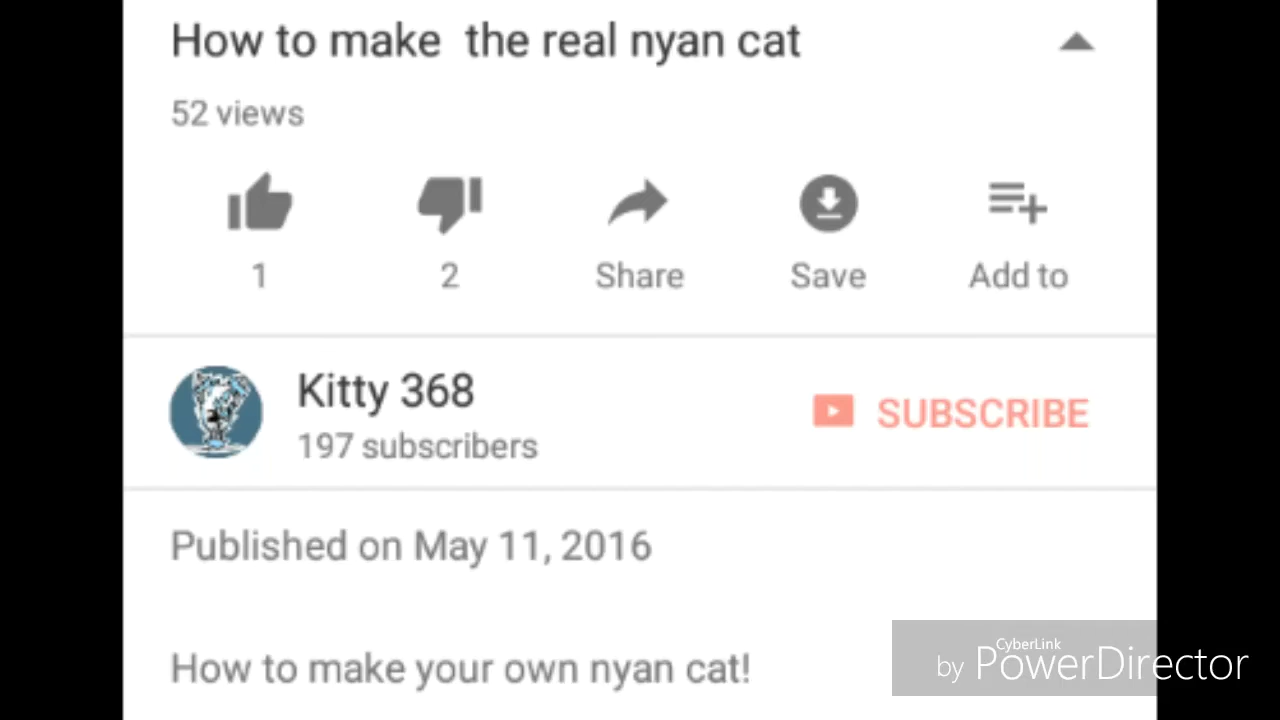 How to make  the real nyan cat
52 views
1
2
Share
Save
Add to
Kitty 368
197 subscribers
SUBSCRIBE
Published on May 11, 2016
How to make your own nyan cat!
CyberLink
by PowerDirector